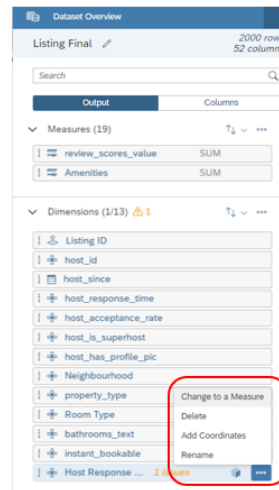 Dataset Overview
Listing Final
2000 row
52 column
Search
Output
Columns
Measures (19)
review_scores_value SUM
Amenities SUM
Dimensions (1/13) 1
Listing ID
host_id
host_since
host_response_time
host_acceptance_rate
host_is_superhost
host_has_profile_pic
Neighbourhood
property_type
Change to a Measure
Room Type
Delete
bathrooms_text
Add Coordinates
instant_bookable
Rename
Host Response ... 1 Issues